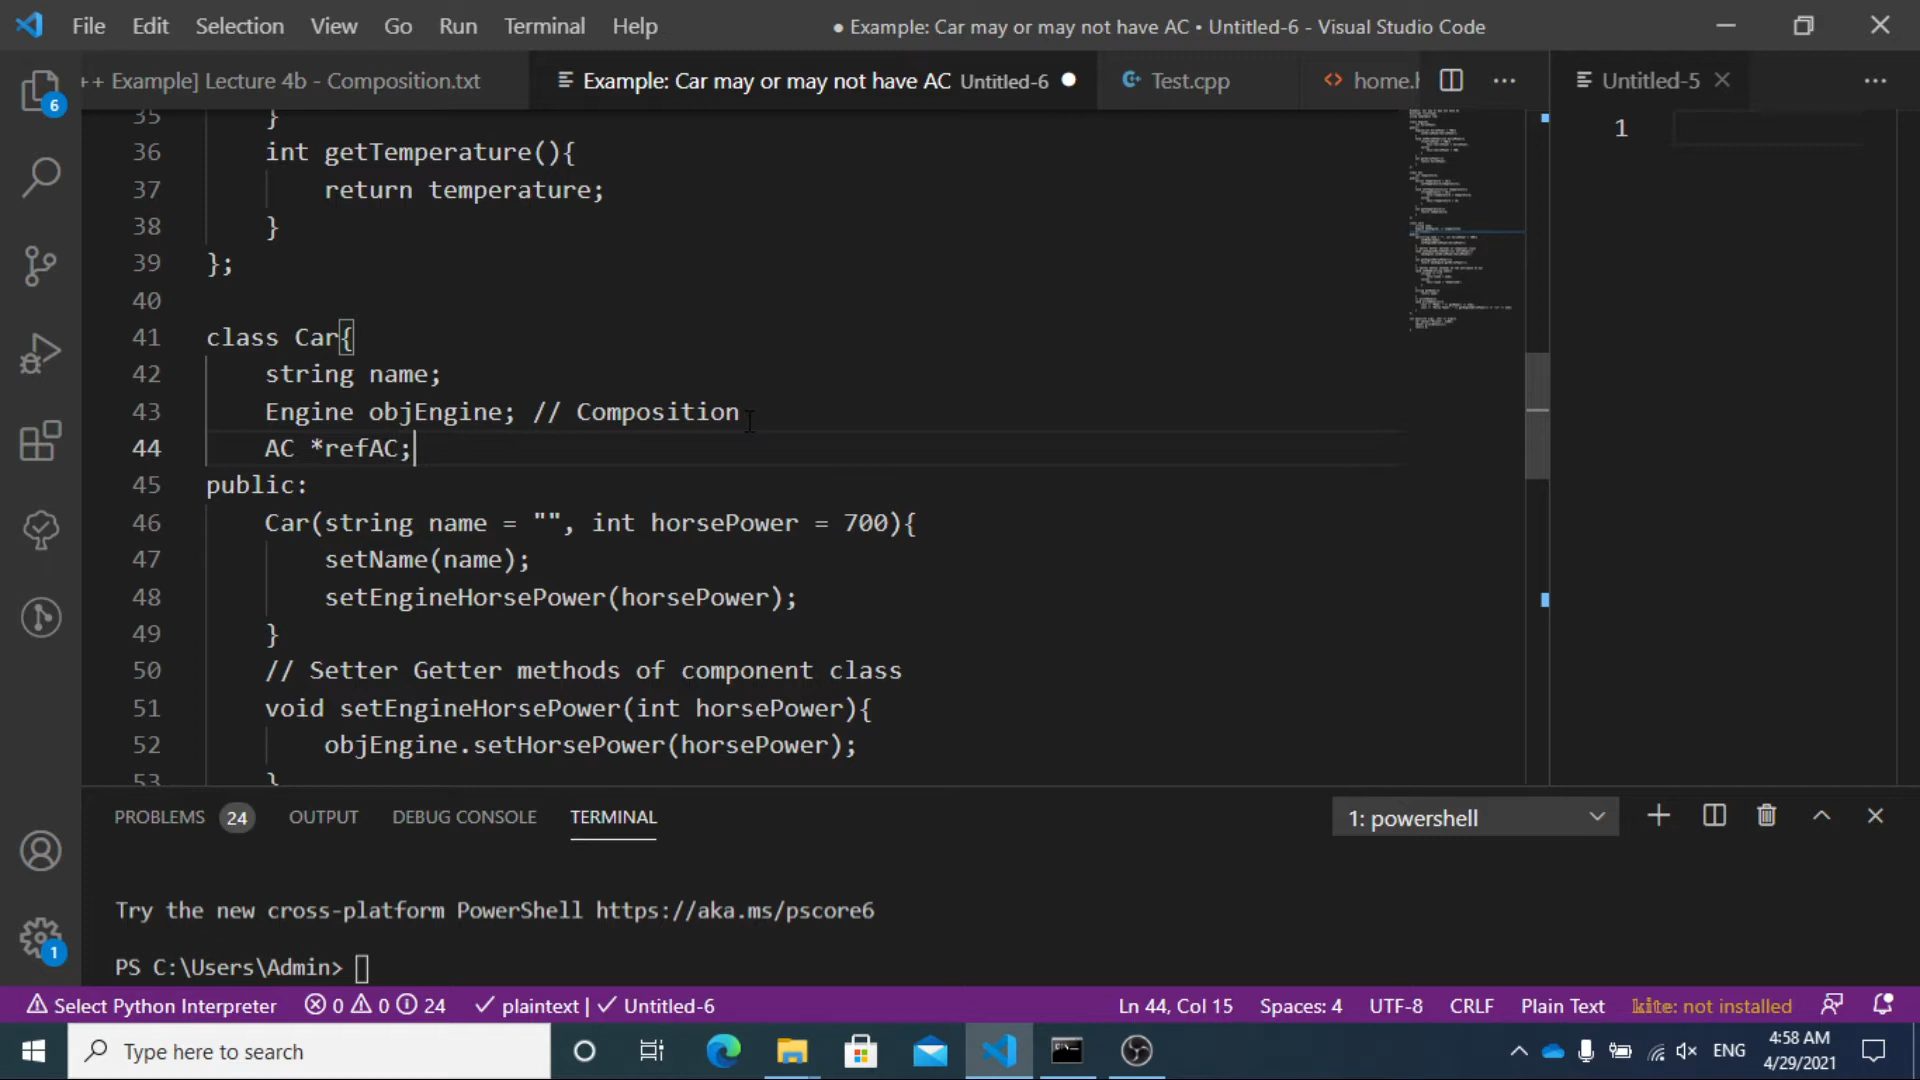 File Edit Selection View Go Run Terminal Help
● Example: Car may or may not have AC • Untitled-6 - Visual Studio Code
++ Example] Lecture 4b - Composition.txt
Example: Car may or may not have AC Untitled-6
Test.cpp
home.h
Untitled-5
1
6
35 }
36 int getTemperature(){
37 return temperature;
38 }
39 };
40
41 class Car{
42 string name;
43 Engine objEngine; // Composition
44 AC *refAC;
45 public:
46 Car(string name = "", int horsePower = 700){
47 setName(name);
48 setEngineHorsePower(horsePower);
49 }
50 // Setter Getter methods of component class
51 void setEngineHorsePower(int horsePower){
52 objEngine.setHorsePower(horsePower);
53 }
PROBLEMS 24 OUTPUT DEBUG CONSOLE TERMINAL
1: powershell
Try the new cross-platform PowerShell https://aka.ms/pscore6
PS C:\Users\Admin>
1
Select Python Interpreter 0 0 24 plaintext | Untitled-6
Ln 44, Col 15 Spaces: 4 UTF-8 CRLF Plain Text kite: not installed
Type here to search
ENG
4:58 AM
4/29/2021